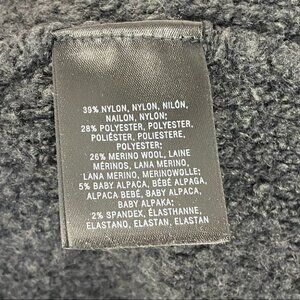 39% NYLON, NYLON, NILÓN,
NAILON, NYLON;
28% POLYESTER, POLYESTER,
POLIÉSTER, POLIESTERE,
POLYESTER;
26% MERINO WOOL, LAINE
MÉRINOS, LANA MERINO,
LANA MERINO, MERINOWOLLE;
5% BABY ALPACA, BÉBÉ ALPAGA,
ALPACA BEBÉ, BABY ALPAKA,
BABY ALPACA;
2% SPANDEX, ÉLASTHANNE,
ELASTANO, ELASTAN, ELASTAN